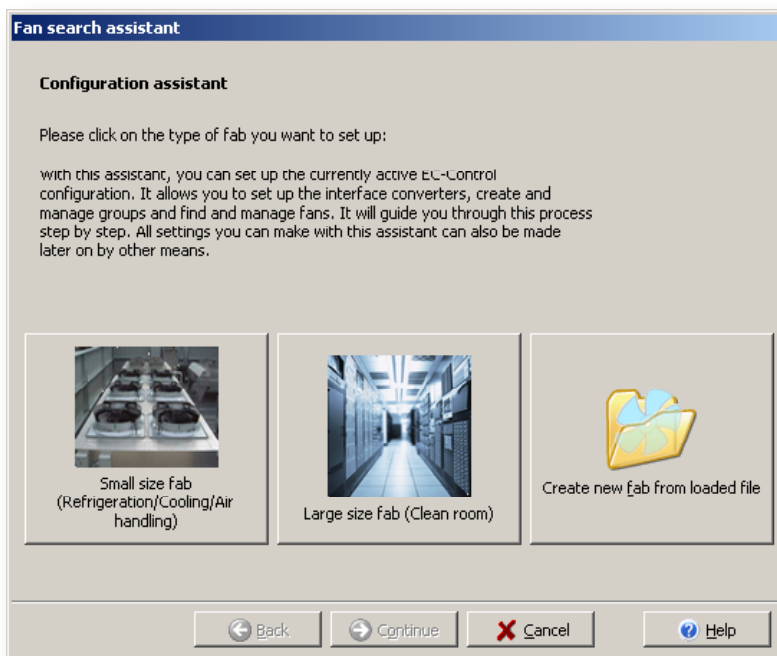 Fan search assistant
Configuration assistant
Please click on the type of fab you want to set up:
with this assistant, you can set up the currently active EC-Control
configuration. It allows you to set up the interface converters, create and
manage groups and find and manage fans. It will guide you through this process
step by step. All settings you can make with this assistant can also be made
later on by other means.
Small size fab
(Refrigeration/Cooling/Air
handling)
Large size fab (Clean room)
Create new fab from loaded file
Back
Continue
Cancel
Help